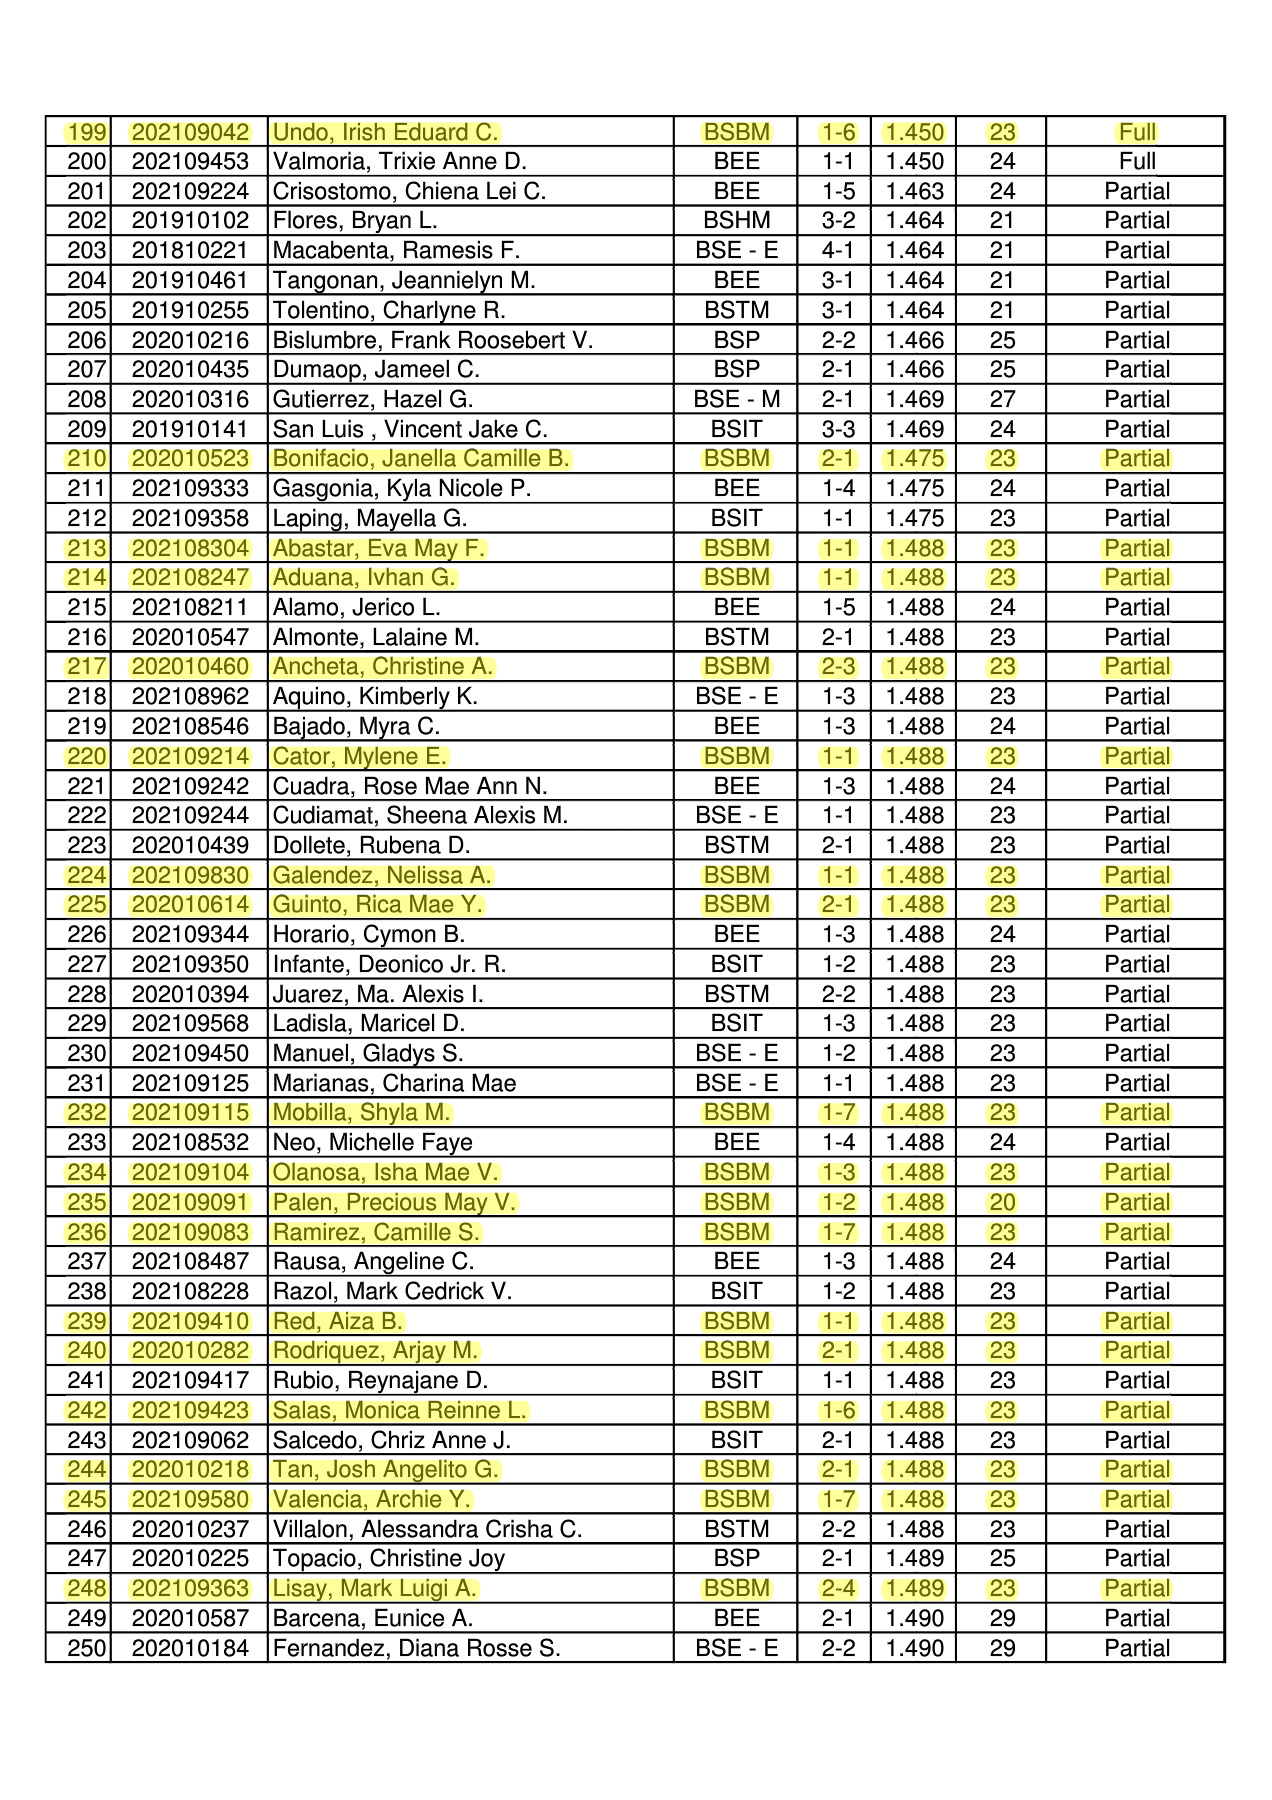 199 202109042 Undo, Irish Eduard C. BSBM 1-6 1.450 23 Full
200 202109453 Valmoria, Trixie Anne D. BEE 1-1 1.450 24 Full
201 202109224 Crisostomo, Chiena Lei C. BEE 1-5 1.463 24 Partial
202 201910102 Flores, Bryan L. BSHM 3-2 1.464 21 Partial
203 201810221 Macabenta, Ramesis F. BSE - E 4-1 1.464 21 Partial
204 201910461 Tangonan, Jeannielyn M. BEE 3-1 1.464 21 Partial
205 201910255 Tolentino, Charlyne R. BSTM 3-1 1.464 21 Partial
206 202010216 Bislumbre, Frank Roosebert V. BSP 2-2 1.466 25 Partial
207 202010435 Dumaop, Jameel C. BSP 2-1 1.466 25 Partial
208 202010316 Gutierrez, Hazel G. BSE - M 2-1 1.469 27 Partial
209 201910141 San Luis , Vincent Jake C. BSIT 3-3 1.469 24 Partial
210 202010523 Bonifacio, Janella Camille B. BSBM 2-1 1.475 23 Partial
211 202109333 Gasgonia, Kyla Nicole P. BEE 1-4 1.475 24 Partial
212 202109358 Laping, Mayella G. BSIT 1-1 1.475 23 Partial
213 202108304 Abastar, Eva May F. BSBM 1-1 1.488 23 Partial
214 202108247 Aduana, Ivhan G. BSBM 1-1 1.488 23 Partial
215 202108211 Alamo, Jerico L. BEE 1-5 1.488 24 Partial
216 202010547 Almonte, Lalaine M. BSTM 2-1 1.488 23 Partial
217 202010460 Ancheta, Christine A. BSBM 2-3 1.488 23 Partial
218 202108962 Aquino, Kimberly K. BSE - E 1-3 1.488 23 Partial
219 202108546 Bajado, Myra C. BEE 1-3 1.488 24 Partial
220 202109214 Cator, Mylene E. BSBM 1-1 1.488 23 Partial
221 202109242 Cuadra, Rose Mae Ann N. BEE 1-3 1.488 24 Partial
222 202109244 Cudiamat, Sheena Alexis M. BSE - E 1-1 1.488 23 Partial
223 202010439 Dollete, Rubena D. BSTM 2-1 1.488 23 Partial
224 202109830 Galendez, Nelissa A. BSBM 1-1 1.488 23 Partial
225 202010614 Guinto, Rica Mae Y. BSBM 2-1 1.488 23 Partial
226 202109344 Horario, Cymon B. BEE 1-3 1.488 24 Partial
227 202109350 Infante, Deonico Jr. R. BSIT 1-2 1.488 23 Partial
228 202010394 Juarez, Ma. Alexis I. BSTM 2-2 1.488 23 Partial
229 202109568 Ladisla, Maricel D. BSIT 1-3 1.488 23 Partial
230 202109450 Manuel, Gladys S. BSE - E 1-2 1.488 23 Partial
231 202109125 Marianas, Charina Mae BSE - E 1-1 1.488 23 Partial
232 202109115 Mobilla, Shyla M. BSBM 1-7 1.488 23 Partial
233 202108532 Neo, Michelle Faye BEE 1-4 1.488 24 Partial
234 202109104 Olanosa, Isha Mae V. BSBM 1-3 1.488 23 Partial
235 202109091 Palen, Precious May V. BSBM 1-2 1.488 20 Partial
236 202109083 Ramirez, Camille S. BSBM 1-7 1.488 23 Partial
237 202108487 Rausa, Angeline C. BEE 1-3 1.488 24 Partial
238 202108228 Razol, Mark Cedrick V. BSIT 1-2 1.488 23 Partial
239 202109410 Red, Aiza B. BSBM 1-1 1.488 23 Partial
240 202010282 Rodriquez, Arjay M. BSBM 2-1 1.488 23 Partial
241 202109417 Rubio, Reynajane D. BSIT 1-1 1.488 23 Partial
242 202109423 Salas, Monica Reinne L. BSBM 1-6 1.488 23 Partial
243 202109062 Salcedo, Chriz Anne J. BSIT 2-1 1.488 23 Partial
244 202010218 Tan, Josh Angelito G. BSBM 2-1 1.488 23 Partial
245 202109580 Valencia, Archie Y. BSBM 1-7 1.488 23 Partial
246 202010237 Villalon, Alessandra Crisha C. BSTM 2-2 1.488 23 Partial
247 202010225 Topacio, Christine Joy BSP 2-1 1.489 25 Partial
248 202109363 Lisay, Mark Luigi A. BSBM 2-4 1.489 23 Partial
249 202010587 Barcena, Eunice A. BEE 2-1 1.490 29 Partial
250 202010184 Fernandez, Diana Rosse S. BSE - E 2-2 1.490 29 Partial